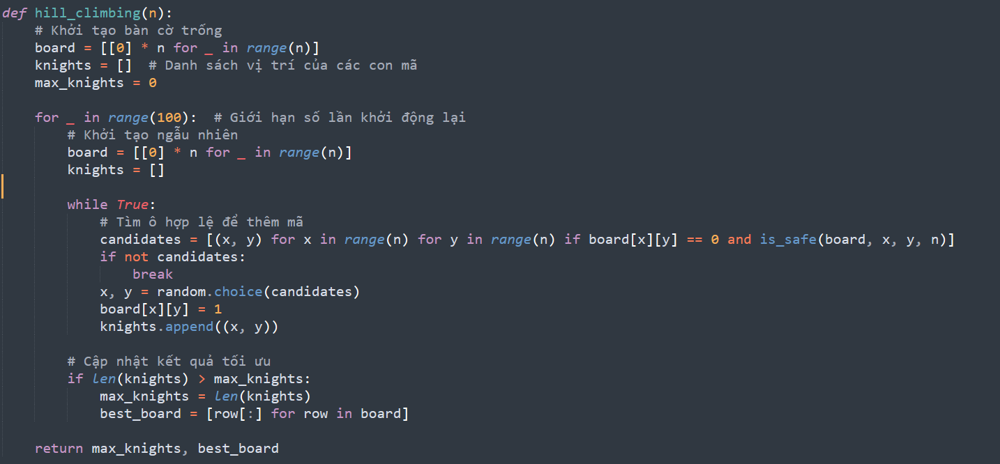 def hill_climbing(n):
    # Khởi tạo bàn cờ trống
    board = [[0] * n for _ in range(n)]
    knights = []  # Danh sách vị trí của các con mã
    max_knights = 0

    for _ in range(100):  # Giới hạn số lần khởi động lại
        # Khởi tạo ngẫu nhiên
        board = [[0] * n for _ in range(n)]
        knights = []

        while True:
            # Tìm ô hợp lệ để thêm mã
            candidates = [(x, y) for x in range(n) for y in range(n) if board[x][y] == 0 and is_safe(board, x, y, n)]
            if not candidates:
                break
            x, y = random.choice(candidates)
            board[x][y] = 1
            knights.append((x, y))

        # Cập nhật kết quả tối ưu
        if len(knights) > max_knights:
            max_knights = len(knights)
            best_board = [row[:] for row in board]

    return max_knights, best_board